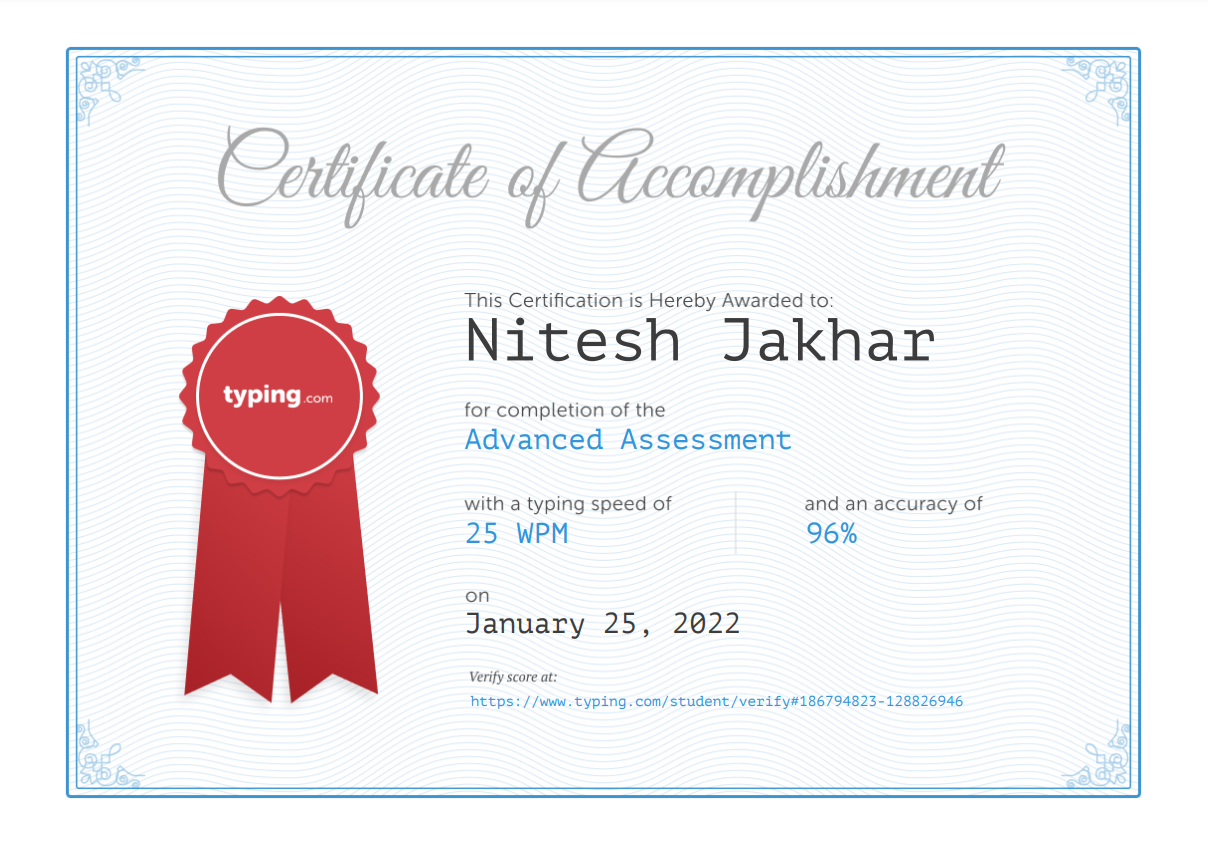 Certificate of Accomplishment
This Certification is Hereby Awarded to:
Nitesh Jakhar
typing.com
for completion of the
Advanced Assessment
with a typing speed of
25 WPM
and an accuracy of
96%
on
January 25, 2022
Verify score at:
https://www.typing.com/student/verify#186794823-128826946